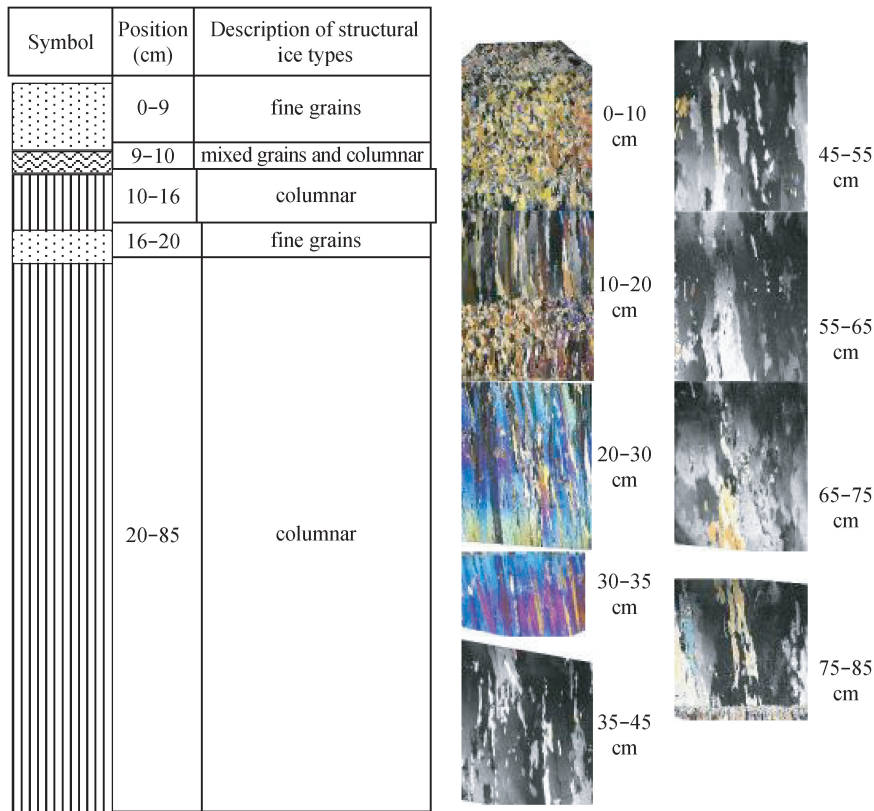 Symbol
Position
(cm)
Description of structural
ice types
0–9
fine grains
9–10
mixed grains and columnar
10–16
columnar
16–20
fine grains
20–85
columnar
0–10
cm
10–20
cm
20–30
cm
30–35
cm
35–45
cm
45–55
cm
55–65
cm
65–75
cm
75–85
cm